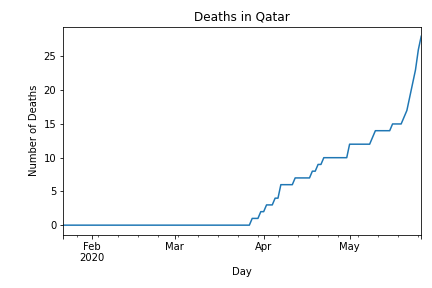 Deaths in Qatar
Number of Deaths
25
20
15
10
5
0
Feb
2020
Mar
Apr
May
Day